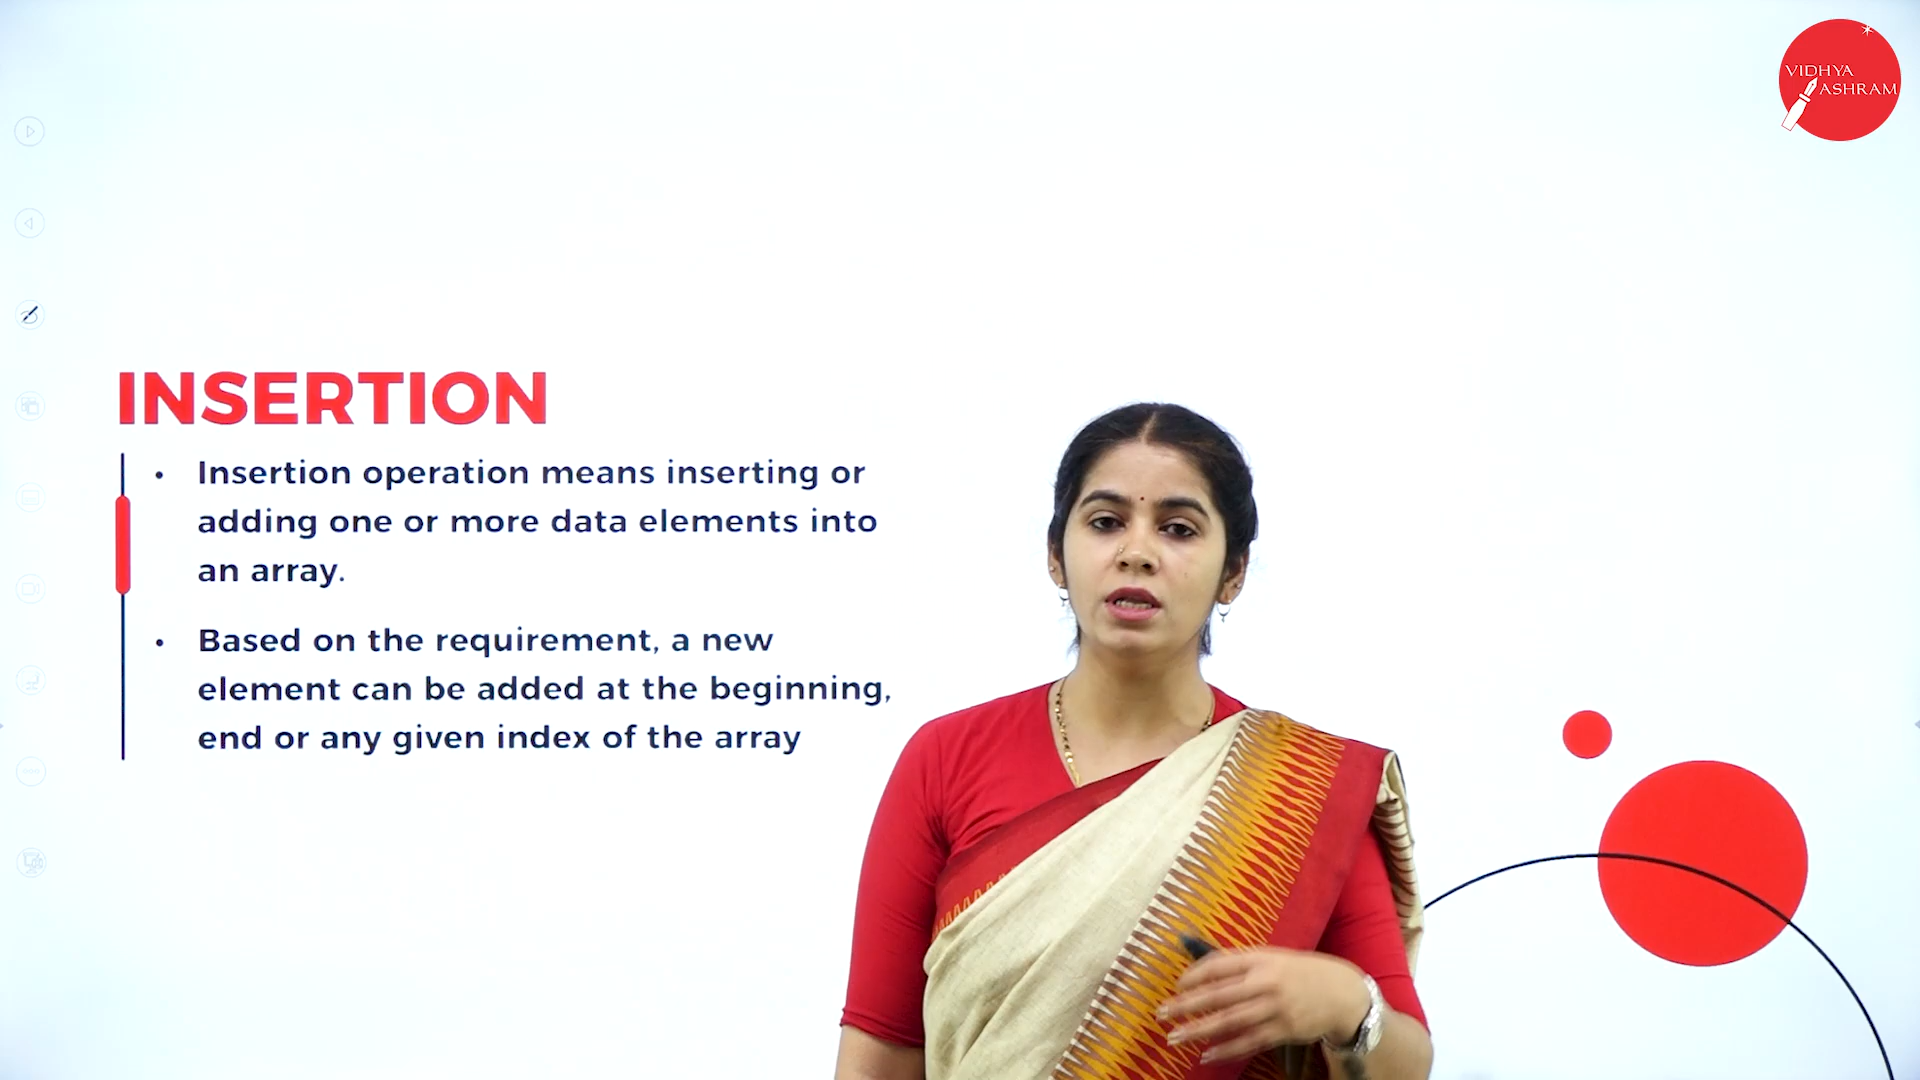 VIDHYA
ASHRAM
INSERTION
• Insertion operation means inserting or
adding one or more data elements into
an array.
• Based on the requirement, a new
element can be added at the beginning,
end or any given index of the array